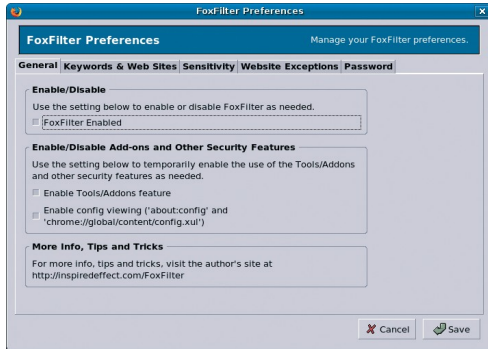 FoxFilter Preferences
FoxFilter Preferences
Manage your FoxFilter preferences.
General Keywords & Web Sites Sensitivity Website Exceptions Password
Enable/Disable
Use the setting below to enable or disable FoxFilter as needed.
FoxFilter Enabled
Enable/Disable Add-ons and Other Security Features
Use the setting below to temporarily enable the use of the Tools/Addons
and other security features as needed.
Enable Tools/Addons feature
Enable config viewing ('about:config' and
'chrome://global/content/config.xul')
More Info, Tips and Tricks
For more info, tips and tricks, visit the author's site at
http://inspiredeffect.com/FoxFilter
Cancel Save